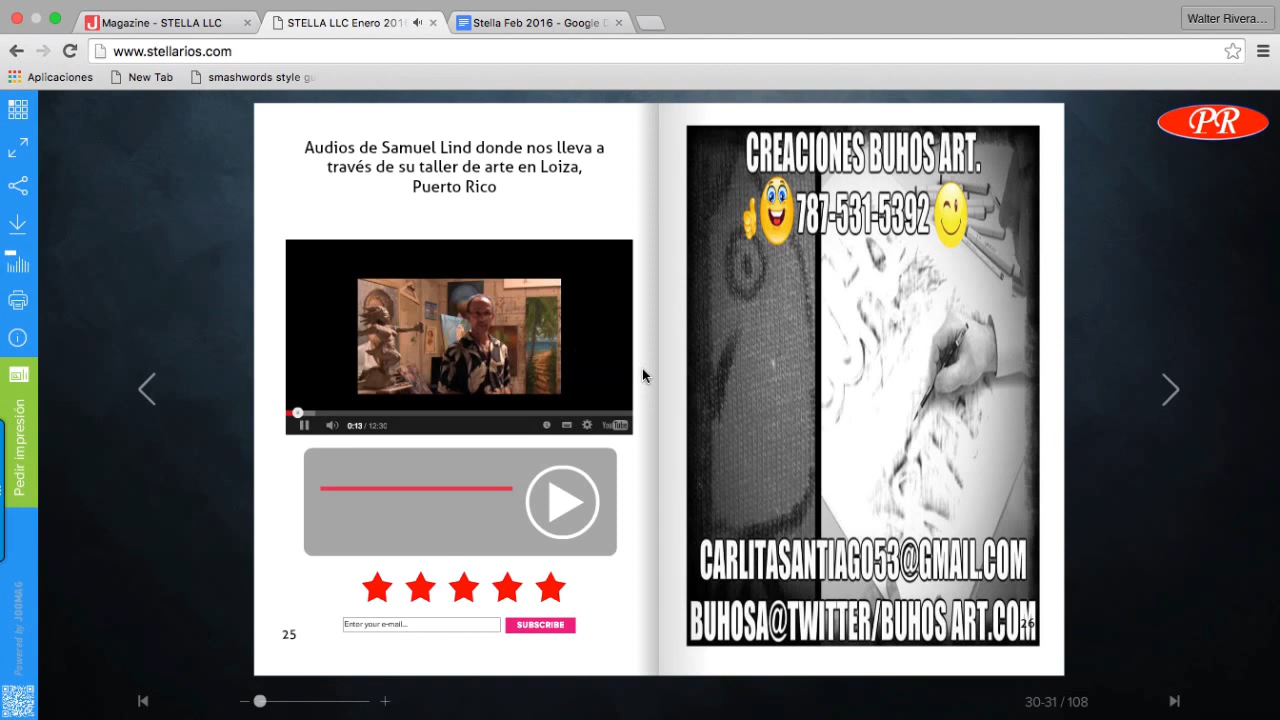 Magazine - STELLA LLC
STELLA LLC Enero 201
Stella Feb 2016 - Google D
Walter Rivera...
www.stellarios.com
Aplicaciones
New Tab
smashwords style gu
PR
Audios de Samuel Lind donde nos lleva a
través de su taller de arte en Loiza,
Puerto Rico
0:13 / 12:30
YouTube
Enter your e-mail...
SUBSCRIBE
25
CREACIONES BUHOS ART.
787-531-5392
CARLITASANTIAGO53@GMAIL.COM
BUHOSA@TWITTER/BUHOS ART.COM
26
Pedir impresión
Powered by JOOMAG
30-31 / 108